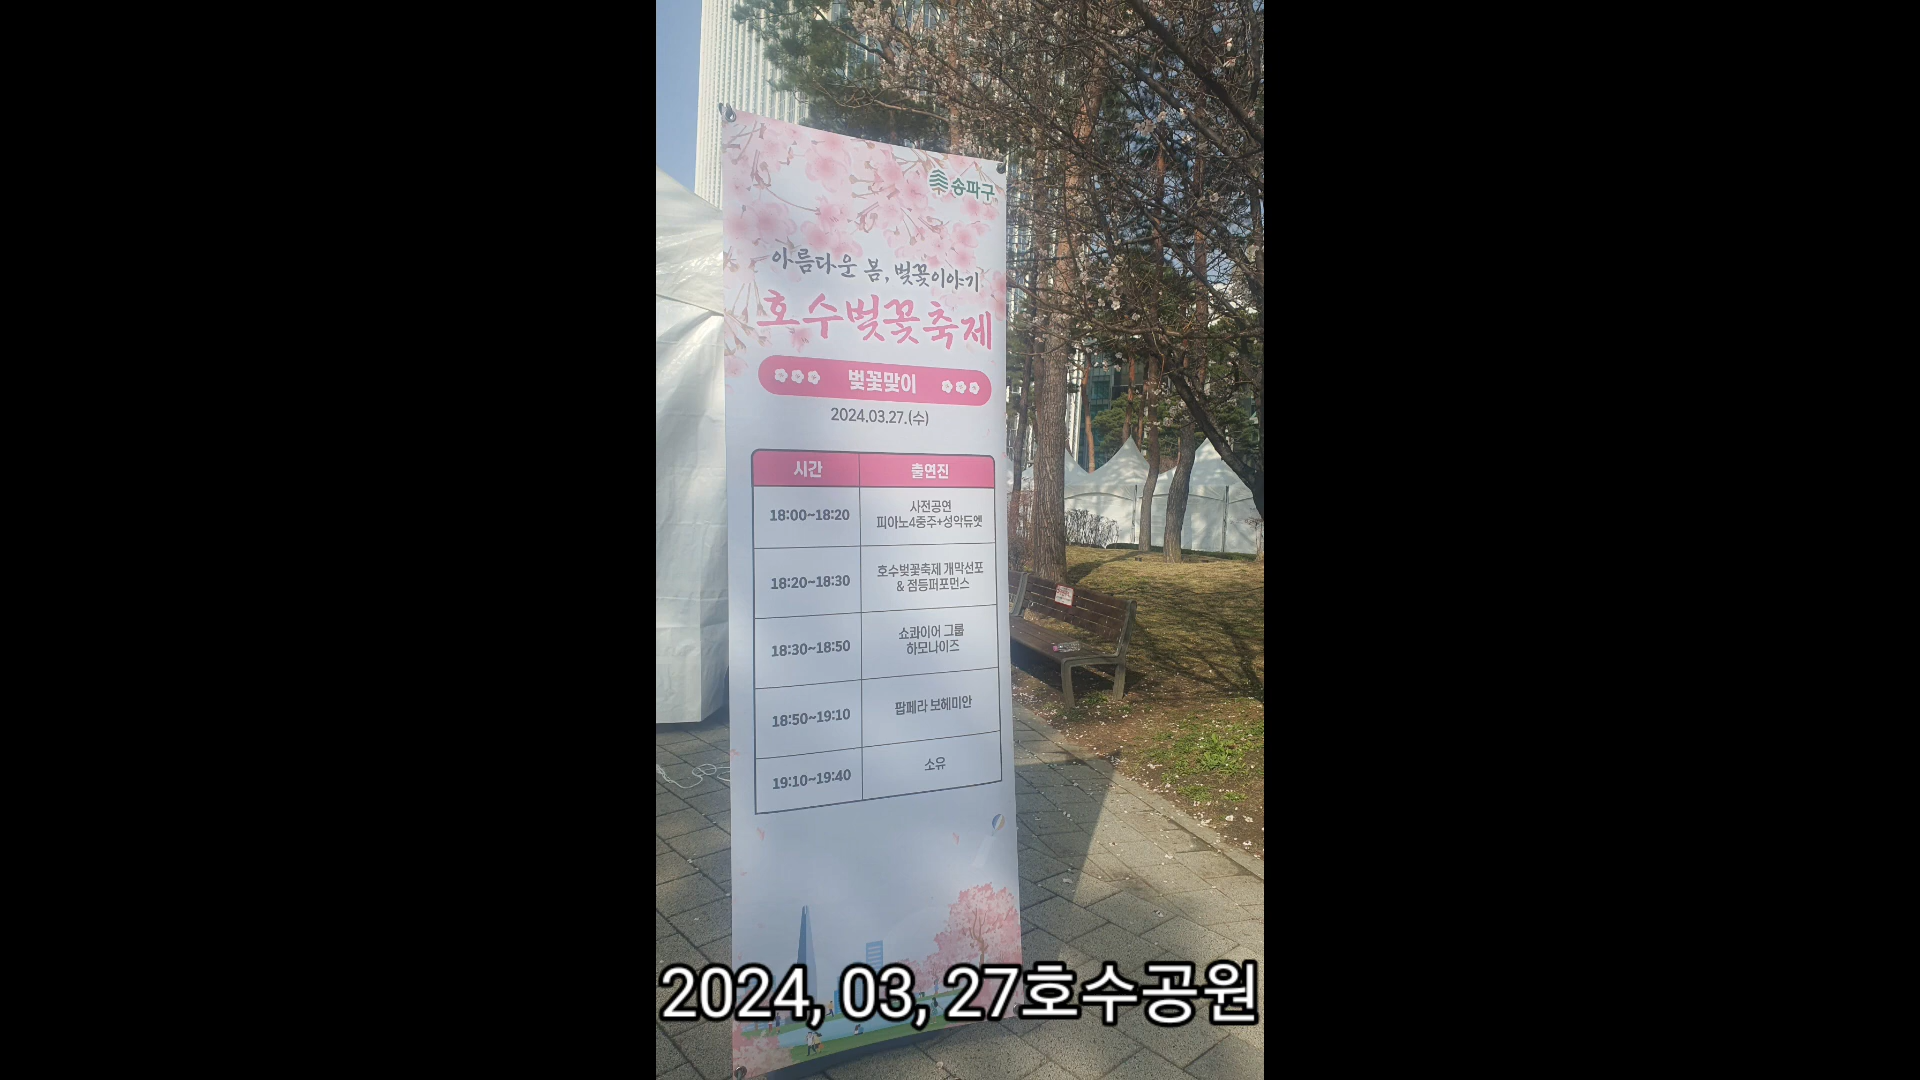 송파구
아름다운 봄, 벚꽃이야기
호수벚꽃축제
벚꽃맞이
2024.03.27.(수)
시간 출연진
18:00~18:20 사전공연
피아노4중주+성악듀엣
18:20~18:30 호수벚꽃축제 개막선포
& 점등퍼포먼스
18:30~18:50 쇼콰이어 그룹
하모나이즈
18:50~19:10 팝페라 보헤미안
19:10~19:40 소유
2024, 03, 27호수공원